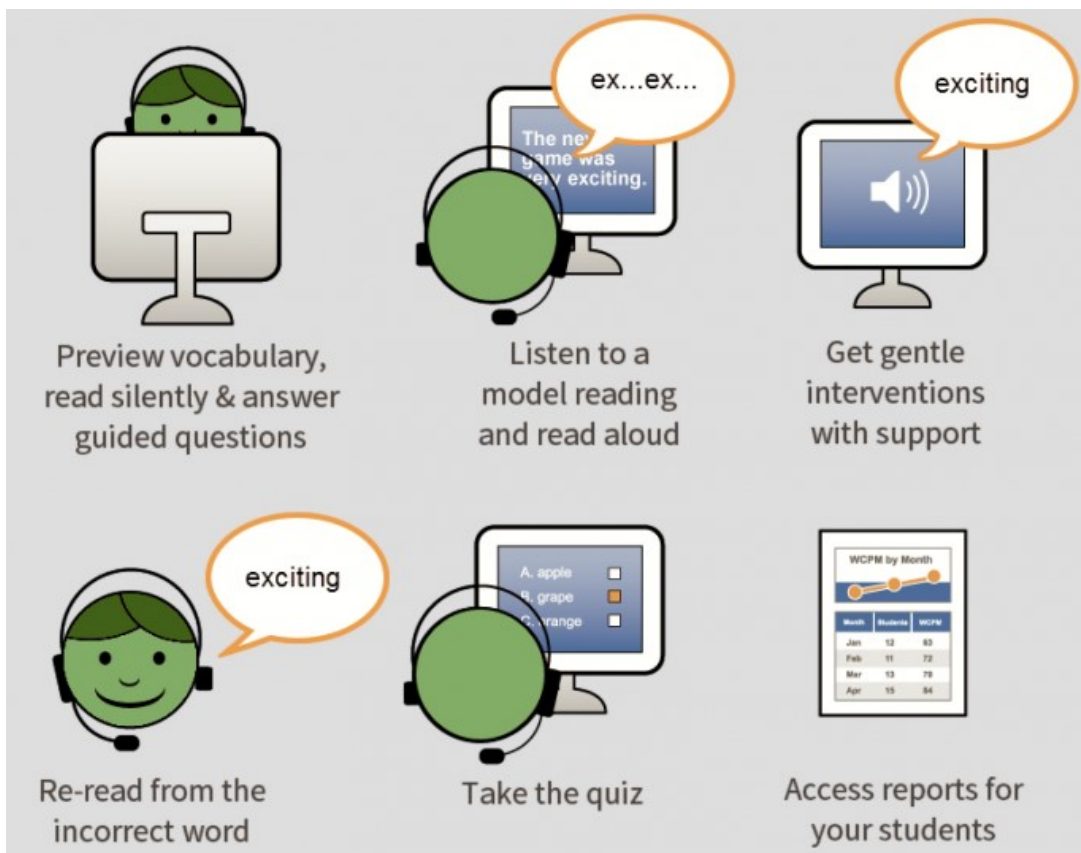 ex...ex...
The new
game was
very exciting.
exciting
Preview vocabulary,
read silently & answer
guided questions
Listen to a
model reading
and read aloud
Get gentle
interventions
with support
exciting
A. apple
B. grape
C. orange
WCPM by Month
Month Students WCPM
Jan 12 63
Feb 11 72
Mar 13 79
Apr 15 84
Re-read from the
incorrect word
Take the quiz
Access reports for
your students